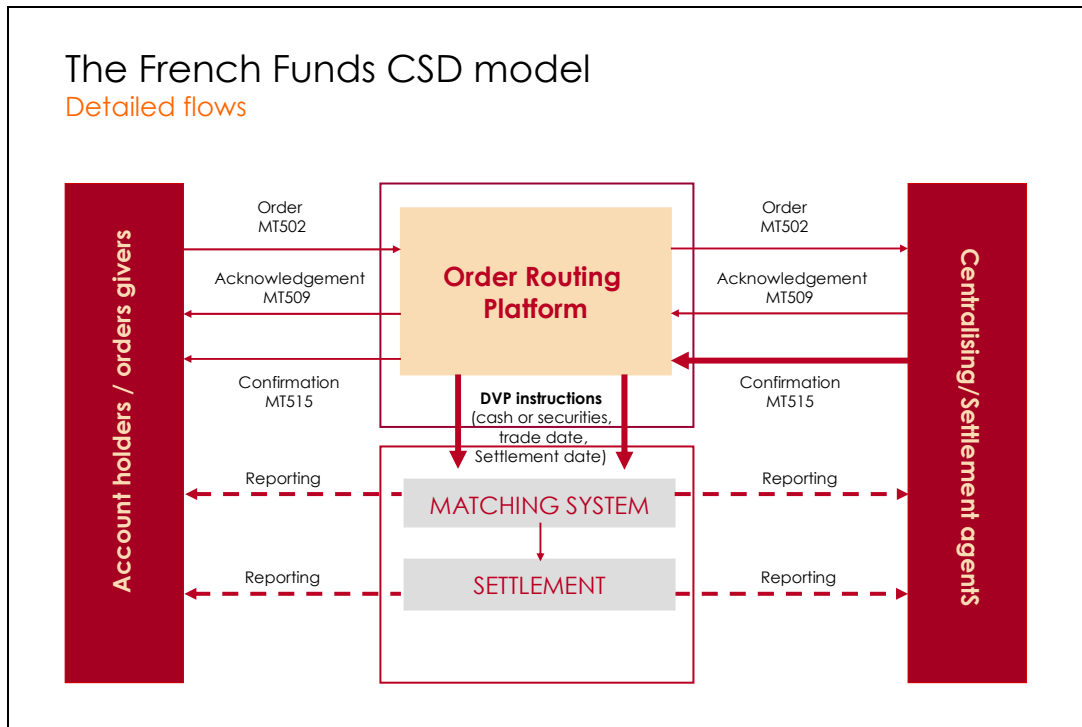 The French Funds CSD model
Detailed flows
Account holders / orders givers
Order
MT502
Acknowledgement
MT509
Confirmation
MT515
Order Routing
Platform
Order
MT502
Acknowledgement
MT509
Confirmation
MT515
DVP instructions
(cash or securities,
trade date,
Settlement date)
Reporting
MATCHING SYSTEM
Reporting
Reporting
SETTLEMENT
Reporting
Centralising/Settlement agents